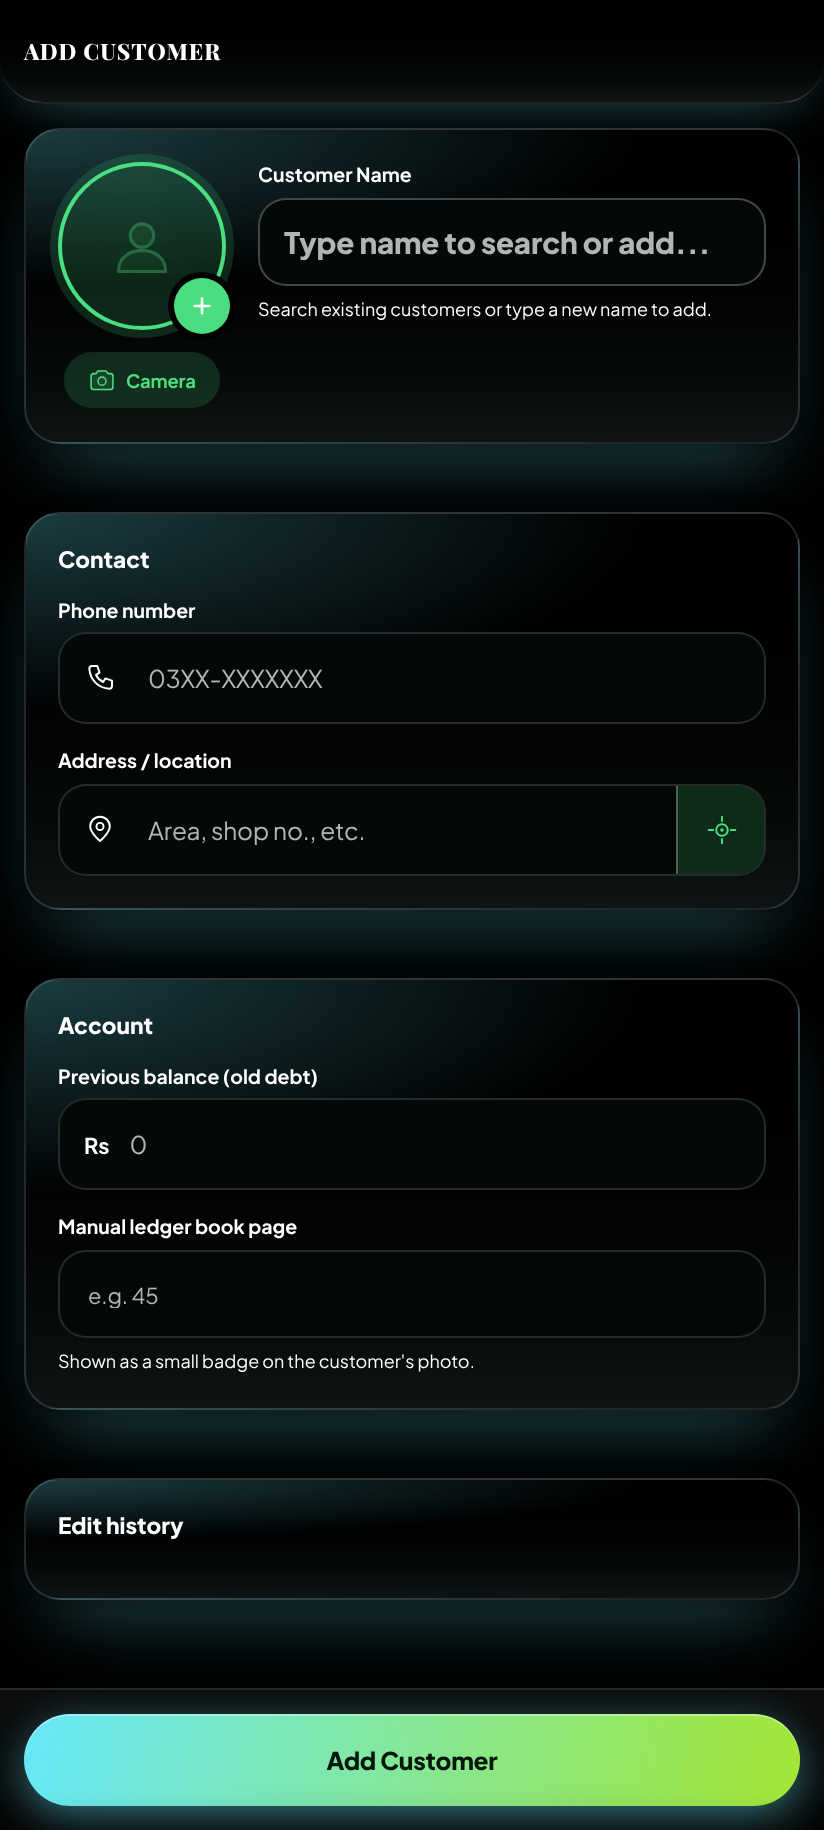 ADD CUSTOMER
Customer Name
Type name to search or add...
Search existing customers or type a new name to add.
Camera
Contact
Phone number
03XX-XXXXXXX
Address / location
Area, shop no., etc.
Account
Previous balance (old debt)
Rs 0
Manual ledger book page
e.g. 45
Shown as a small badge on the customer's photo.
Edit history
Add Customer